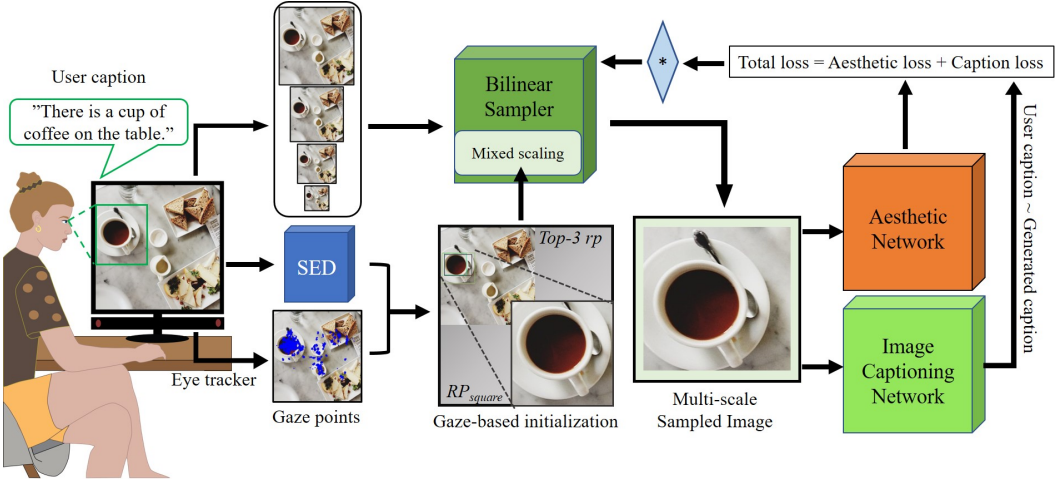 User caption
”There is a cup of
coffee on the table.”
Eye tracker
SED
Gaze points
Bilinear
Sampler
Mixed scaling
Top-3 rp
RP square
Gaze-based initialization
*
Total loss = Aesthetic loss + Caption loss
Multi-scale
Sampled Image
Aesthetic
Network
Image
Captioning
Network
User caption ~ Generated caption